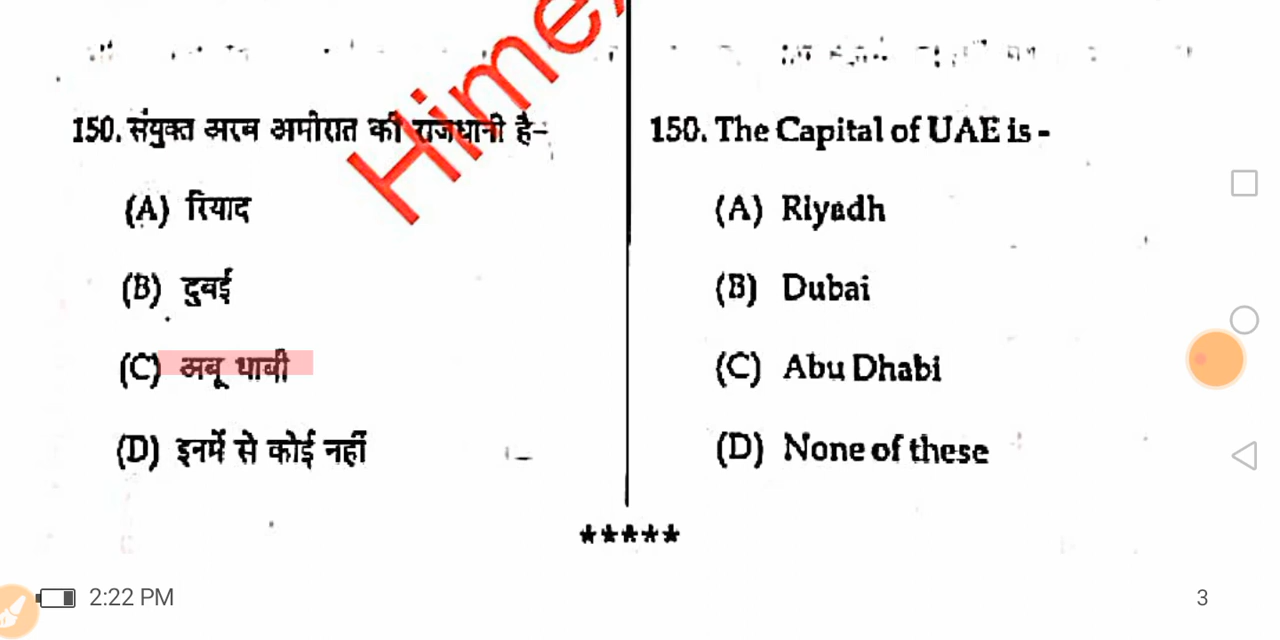 150. संयुक्त अरब अमीरात की राजधानी है-
(A) रियाद
(B) दुबई
(C) अबू धाबी
(D) इनमें से कोई नहीं
150. The Capital of UAE is -
(A) Riyadh
(B) Dubai
(C) Abu Dhabi
(D) None of these
*****
Hime
2:22 PM
3